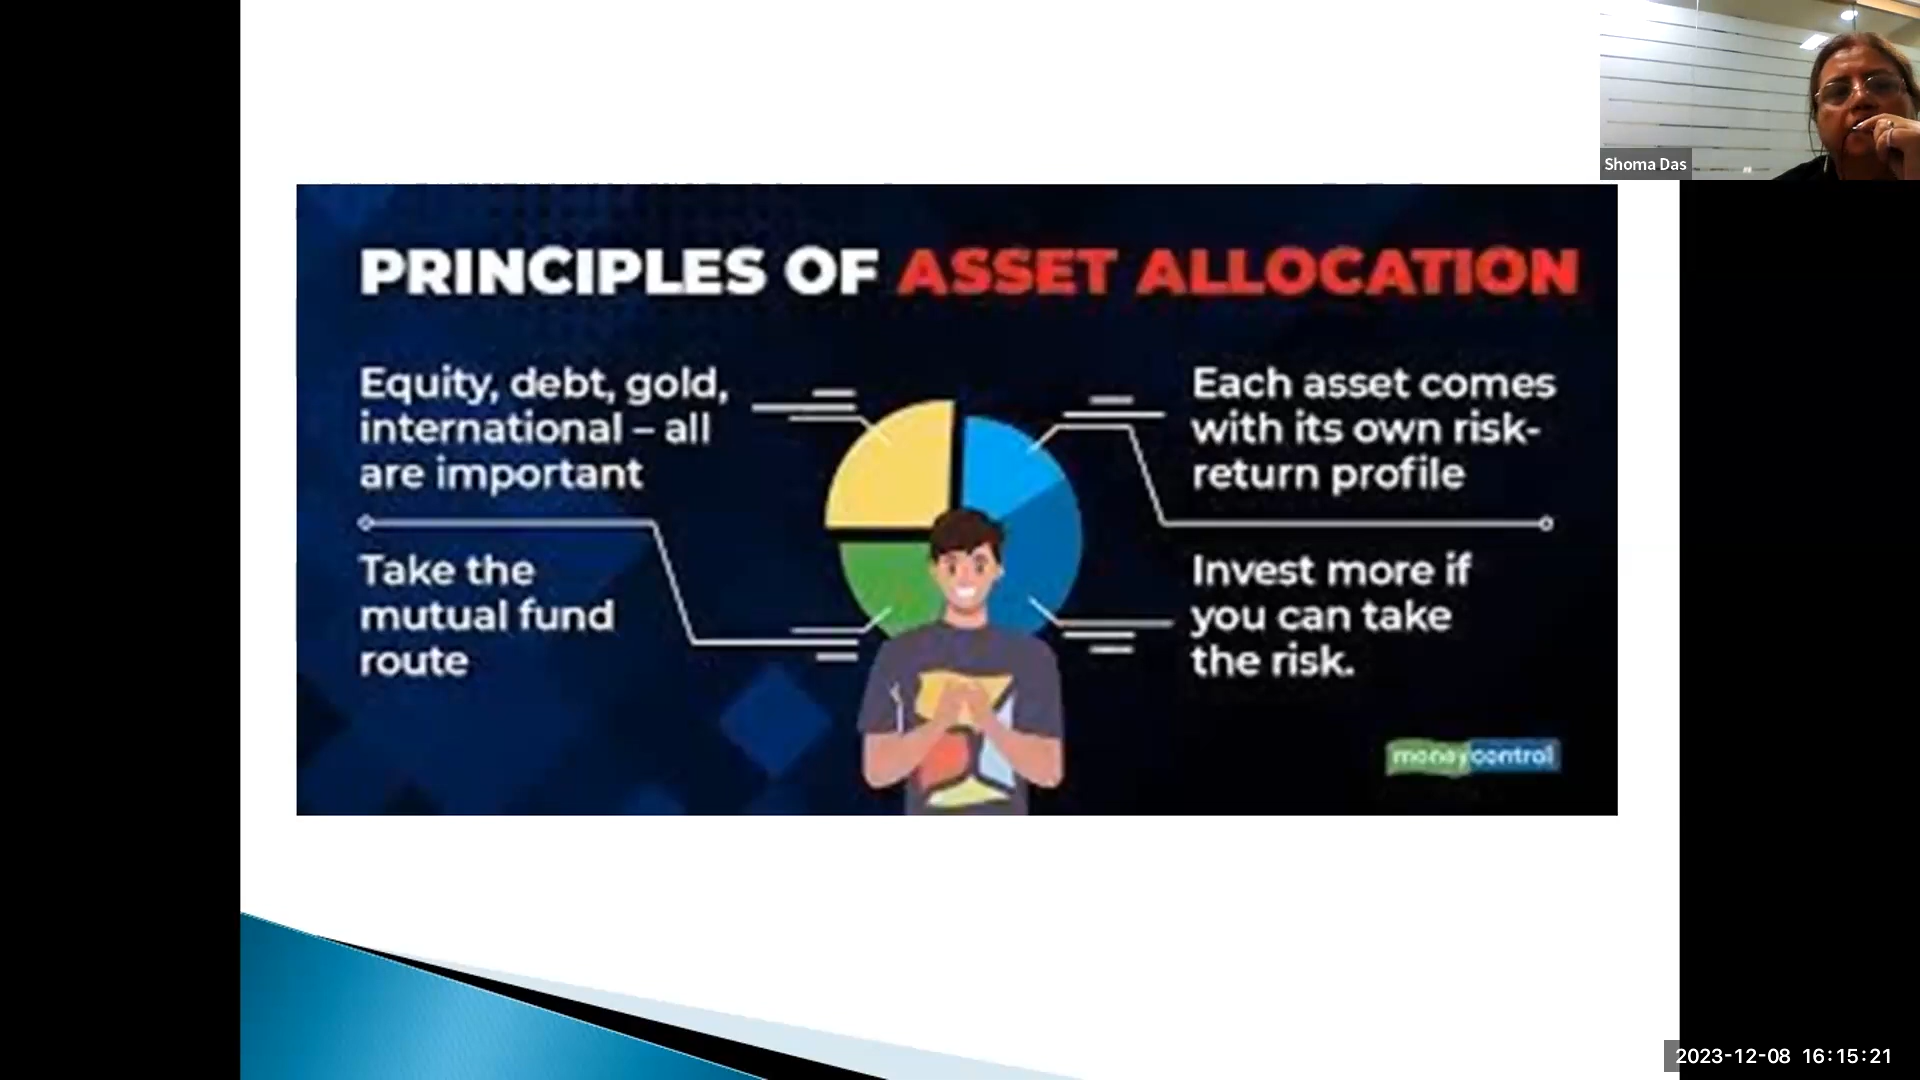 Shoma Das
PRINCIPLES OF ASSET ALLOCATION
Equity, debt, gold,
international – all
are important
Each asset comes
with its own risk-
return profile
Take the
mutual fund
route
Invest more if
you can take
the risk.
moneycontrol
2023-12-08 16:15:21